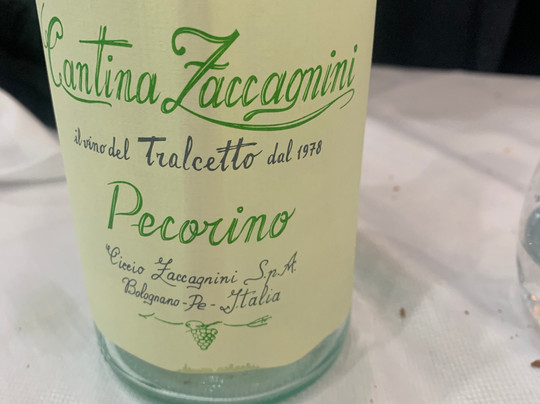 Cantina Zaccagnini
il vino del Tralcetto dal 1978
Pecorino
"Ciccio Zaccagnini S.p.A.
Bolognano - Pe - Italia